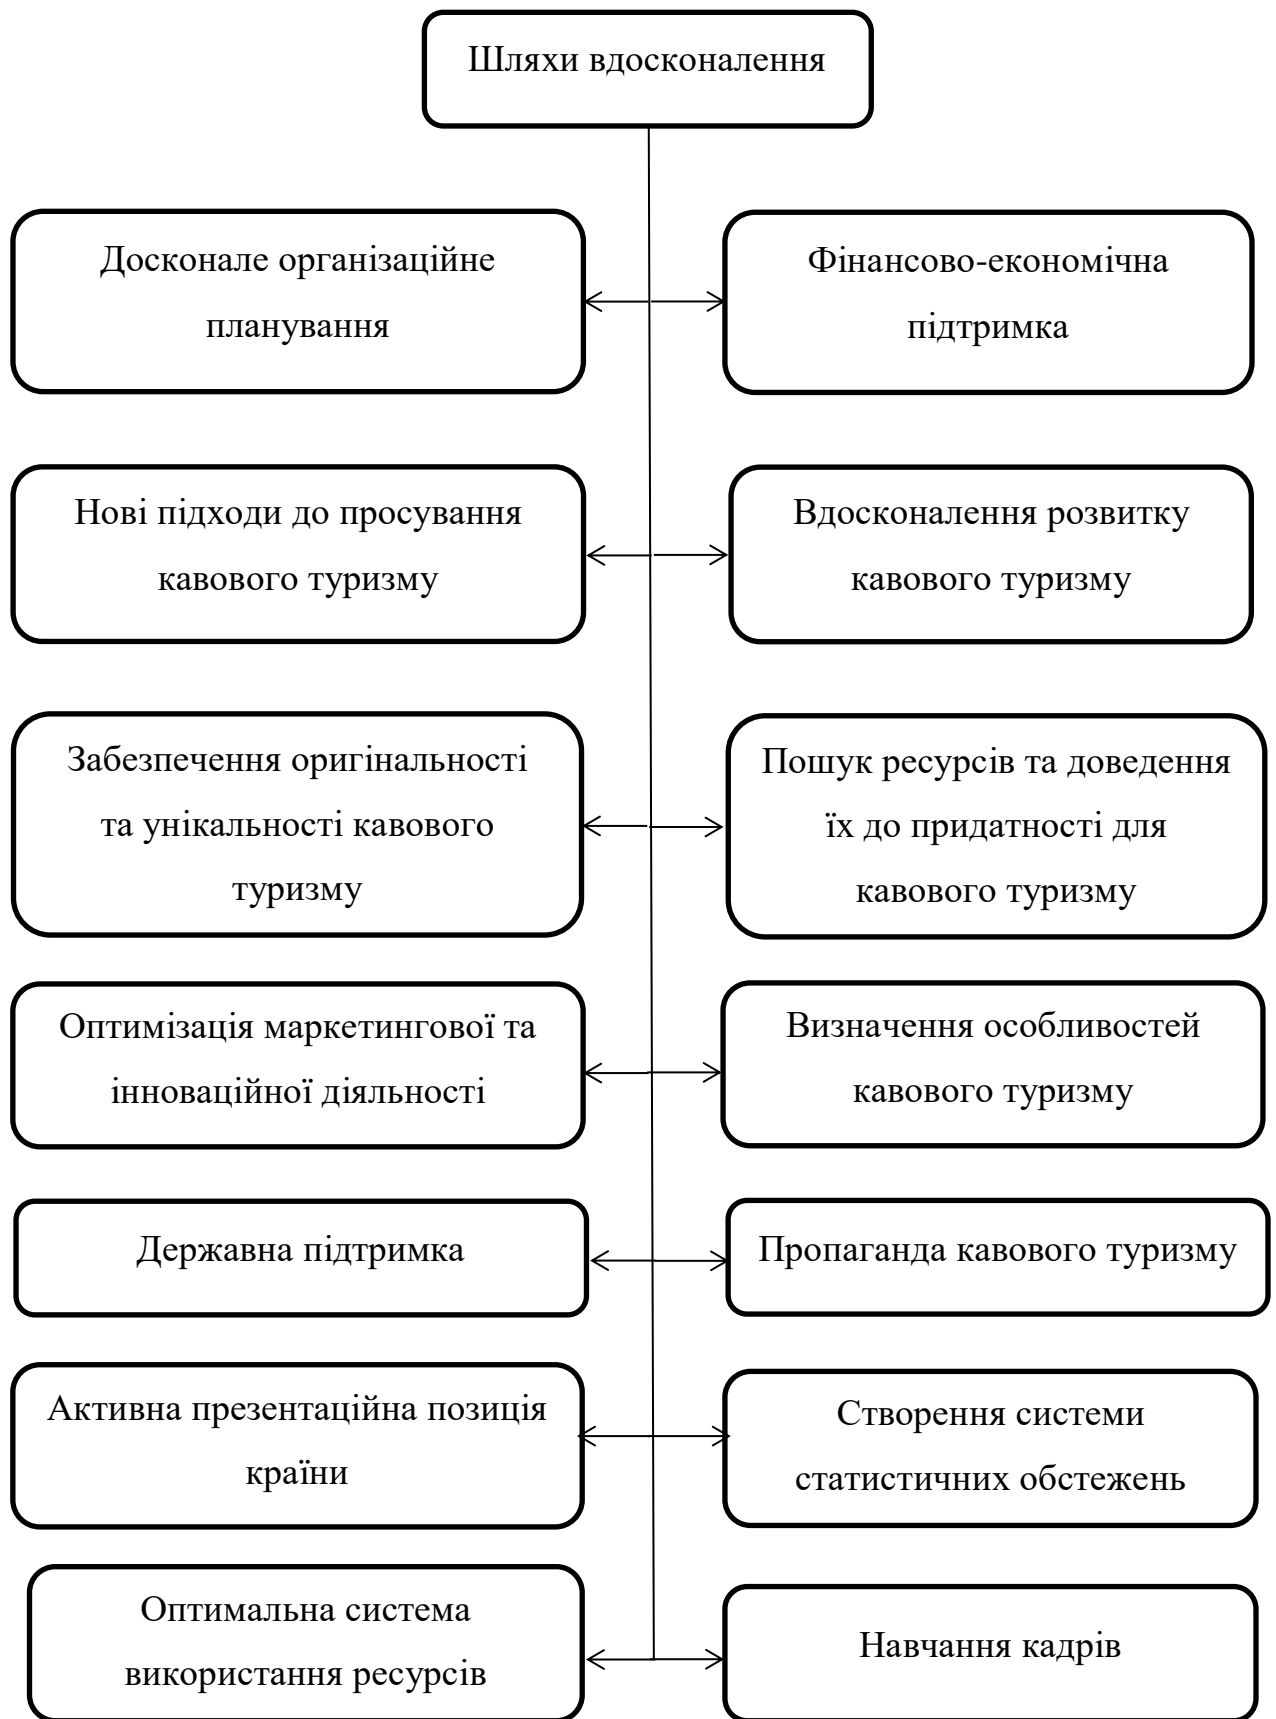 Шляхи вдосконалення
Досконале організаційне
планування
Фінансово-економічна
підтримка
Нові підходи до просування
кавового туризму
Вдосконалення розвитку
кавового туризму
Забезпечення оригінальності
та унікальності кавового
туризму
Пошук ресурсів та доведення
їх до придатності для
кавового туризму
Оптимізація маркетингової та
інноваційної діяльності
Визначення особливостей
кавового туризму
Державна підтримка
Пропаганда кавового туризму
Активна презентаційна позиція
країни
Створення системи
статистичних обстежень
Оптимальна система
використання ресурсів
Навчання кадрів